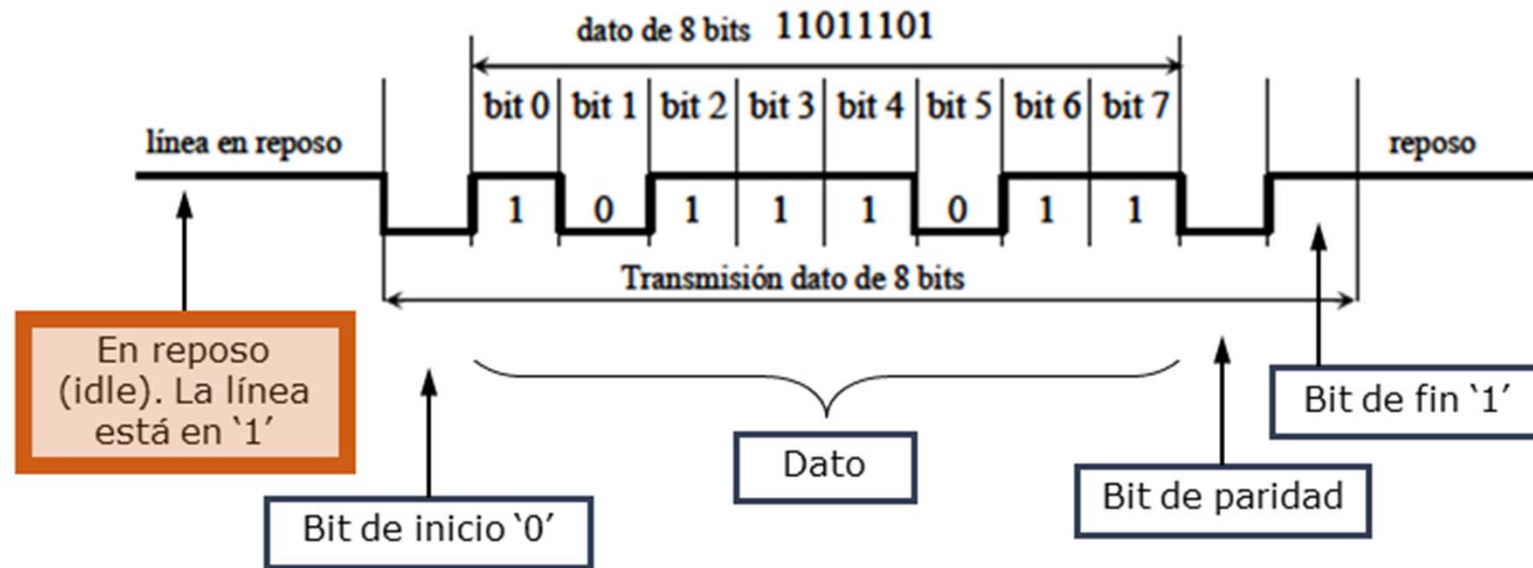 dato de 8 bits 11011101
bit 0 bit 1 bit 2 bit 3 bit 4 bit 5 bit 6 bit 7
línea en reposo
reposo
1 0 1 1 1 0 1 1
Transmisión dato de 8 bits
En reposo
(idle). La línea
está en ‘1’
Bit de inicio ‘0’
Dato
Bit de paridad
Bit de fin ‘1’